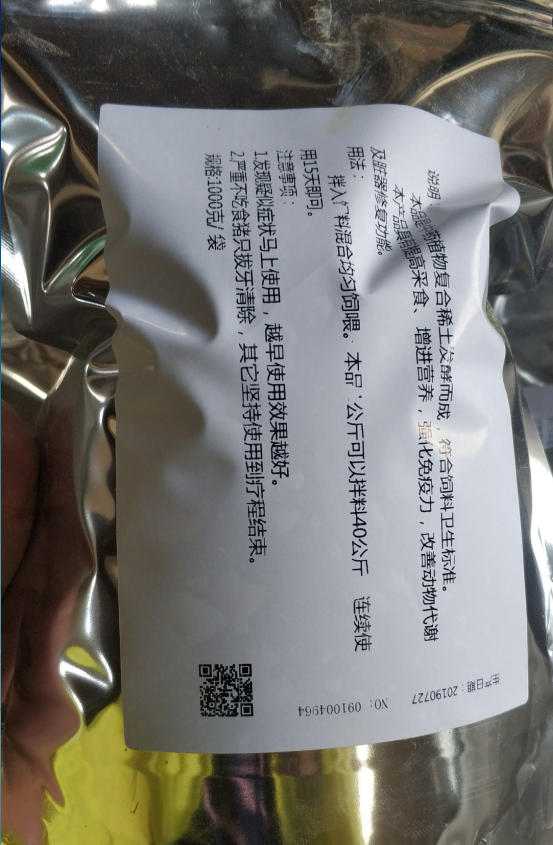 说明:
本品植物复合稀土发酵而成,符合饲料卫生标准。
本产品具能高采食、增进营养,强化免疫力,改善动物代谢
及脏器修复功能。
用法:
拌入 料混合均匀饲喂。本品 公斤可以拌料40公斤 连续使
用15天即可。
注意事项:
1.发现疑似症状马上使用,越早使用效果越好。
2.严重不吃食猪只拔牙清除,其它坚持使用到疗程结束。
规格:1000克/袋
生产日期:20190727
NO: 091004964